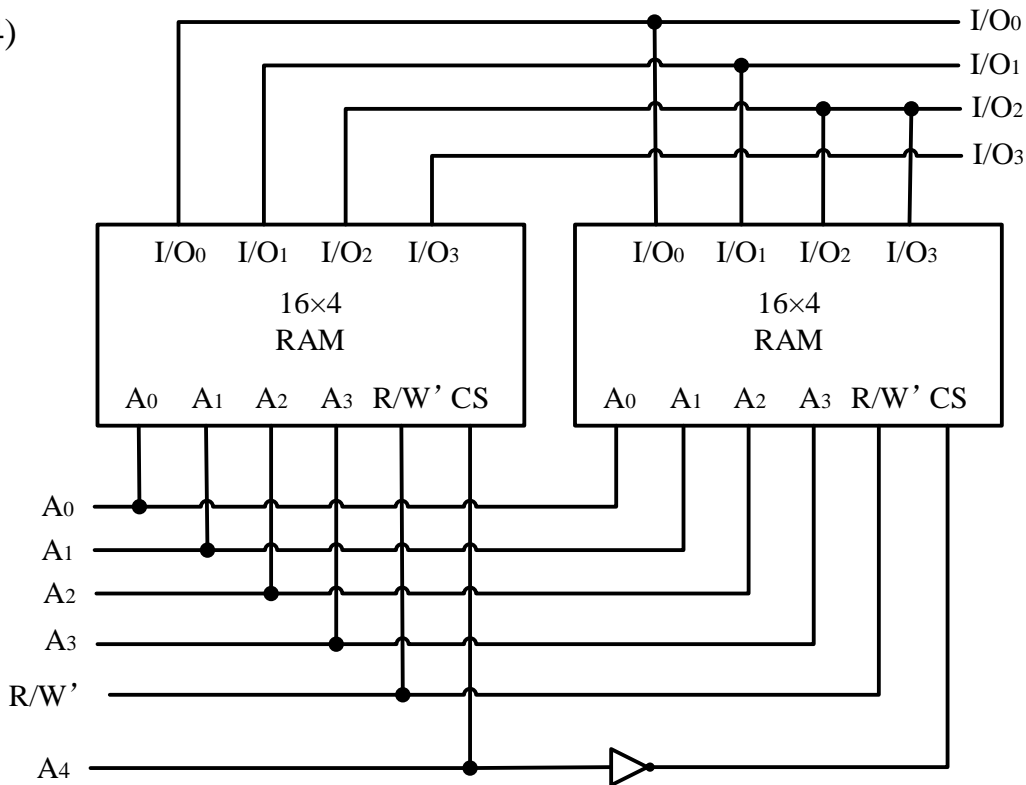 4)
I/O0
I/O1
I/O2
I/O3
I/O0 I/O1 I/O2 I/O3
16×4
RAM
A0 A1 A2 A3 R/W’ CS
I/O0 I/O1 I/O2 I/O3
16×4
RAM
A0 A1 A2 A3 R/W’ CS
A0
A1
A2
A3
R/W’
A4